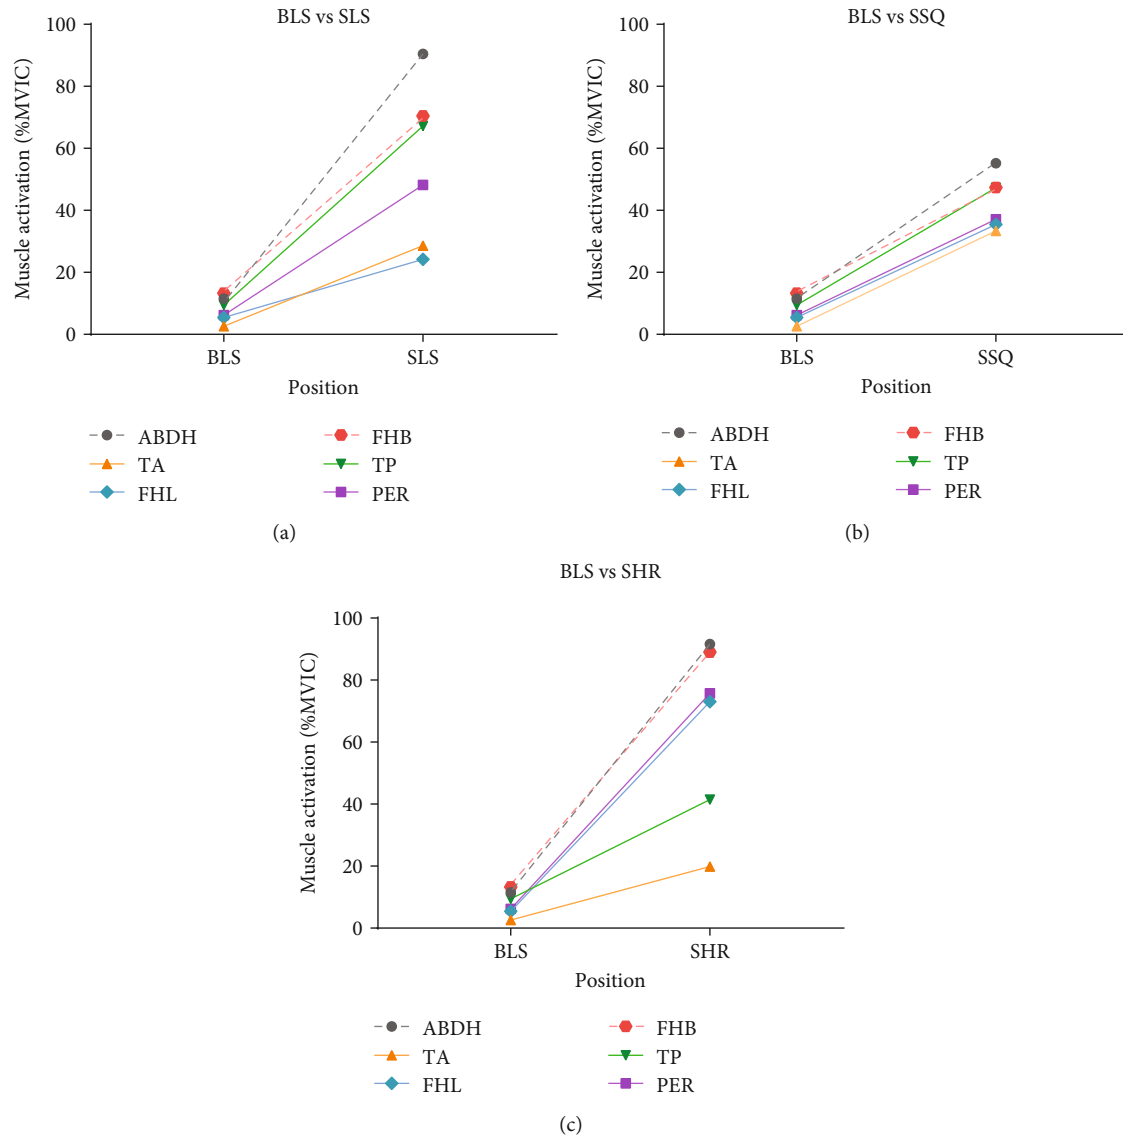 BLS vs SLS
Muscle activation (%MVIC)
100
80
60
40
20
0
BLS SLS
Position
ABDH FHB
TA TP
FHL PER
(a)
BLS vs SSQ
Muscle activation (%MVIC)
100
80
60
40
20
0
BLS SSQ
Position
ABDH FHB
TA TP
FHL PER
(b)
BLS vs SHR
Muscle activation (%MVIC)
100
80
60
40
20
0
BLS SHR
Position
ABDH FHB
TA TP
FHL PER
(c)